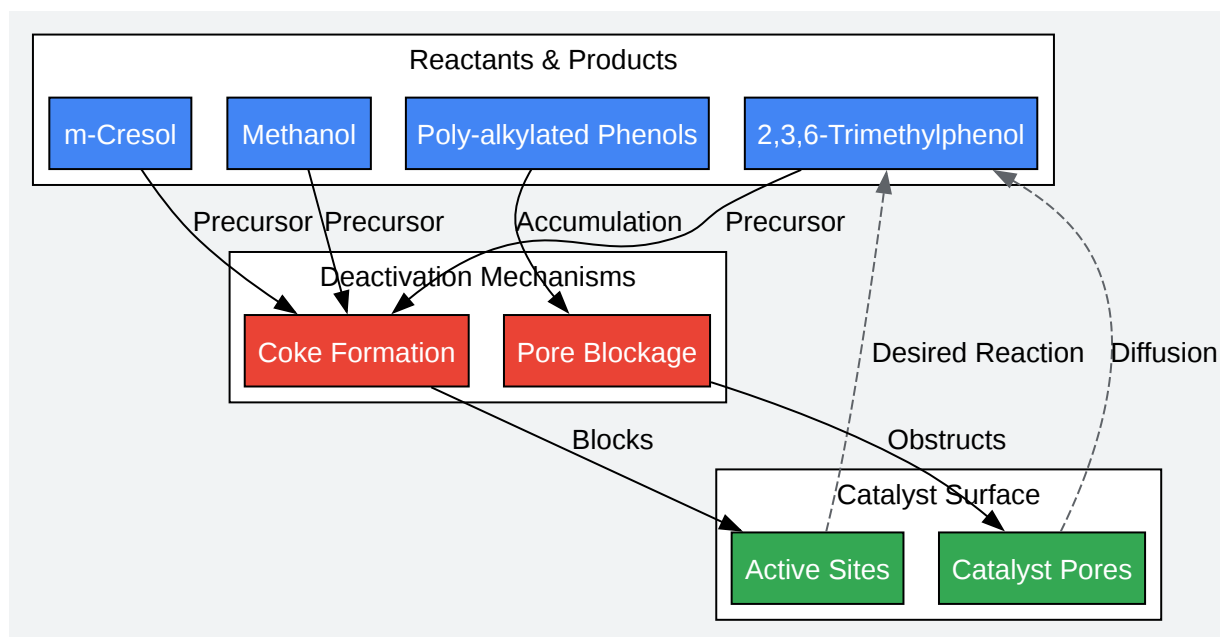 Reactants & Products
m-Cresol
Methanol
Poly-alkylated Phenols
2,3,6-Trimethylphenol
Precursor
Precursor
Accumulation
Precursor
Deactivation Mechanisms
Coke Formation
Pore Blockage
Desired Reaction
Diffusion
Blocks
Obstructs
Catalyst Surface
Active Sites
Catalyst Pores